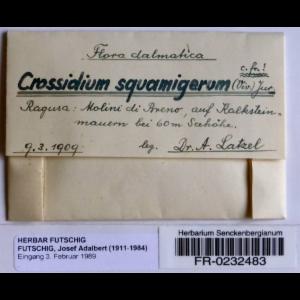 Flora dalmatica
c. fr.!
Crossidium squamigerum (Viv.) Jur.
Ragusa: Molini di Breno, auf Kalkstein-
mauern bei 60m Seehöhe.
9.3.1909 leg. Dr. A. Latzel
HERBAR FUTSCHIG
FUTSCHIG, Josef Adalbert (1911-1984)
Eingang 3. Februar 1989
Herbarium Senckenbergianum
FR-0232483